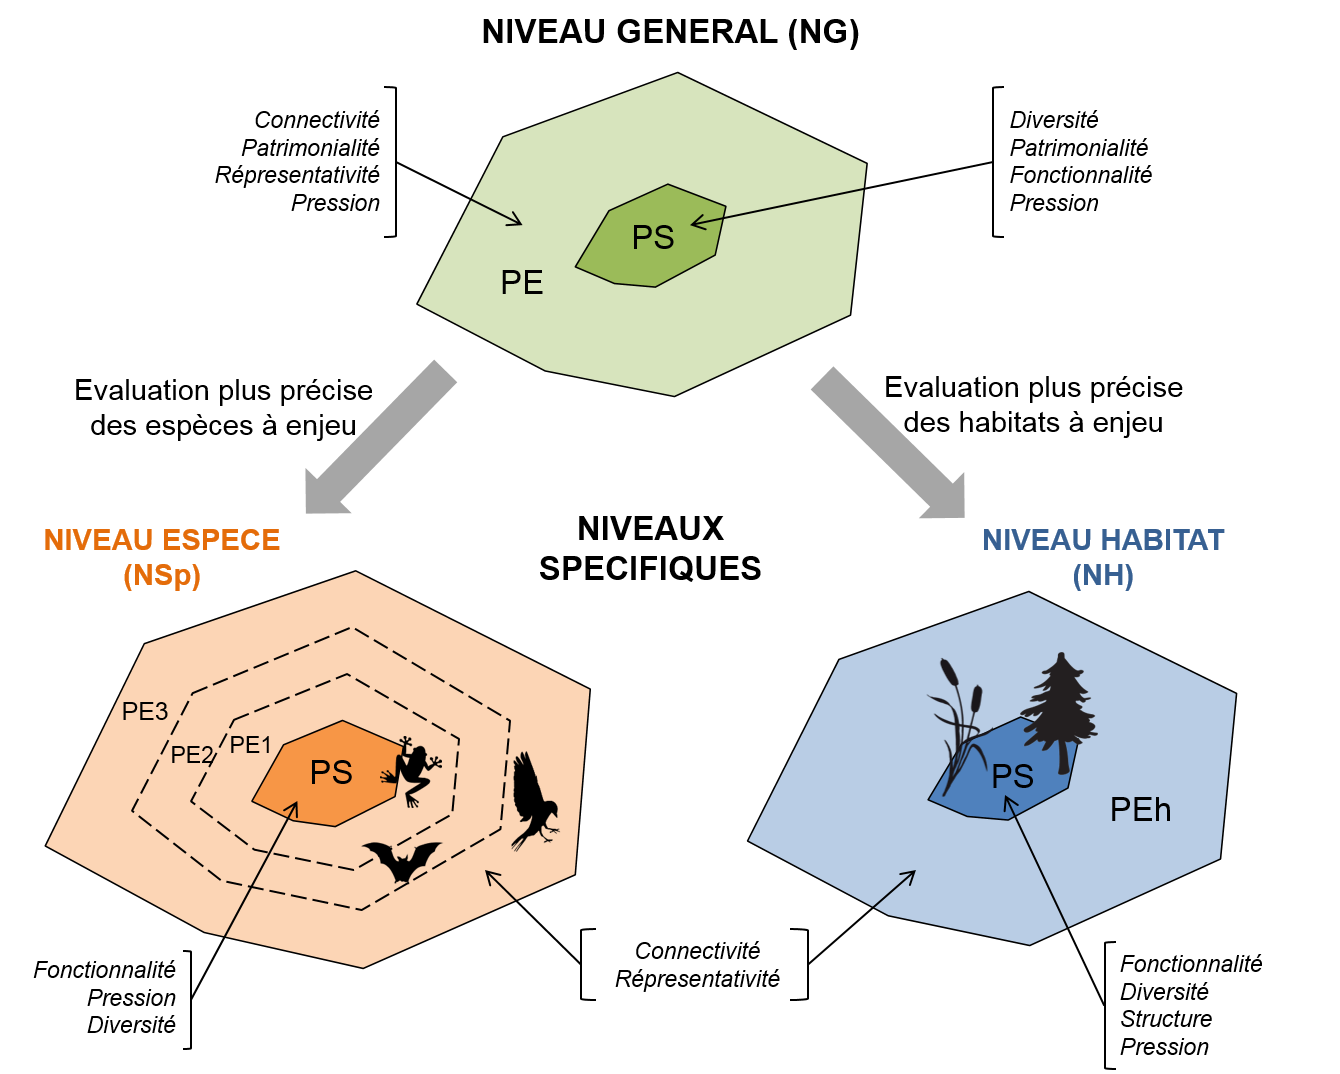 NIVEAU GENERAL (NG)
Connectivité
Patrimonialité
Réprésentativité
Pression
Diversité
Patrimonialité
Fonctionnalité
Pression
PS
PE
Evaluation plus précise
des espèces à enjeu
Evaluation plus précise
des habitats à enjeu
NIVEAUX
SPECIFIQUES
NIVEAU ESPECE
(NSp)
NIVEAU HABITAT
(NH)
PE3
PE2
PE1
PS
PS
PEh
Fonctionnalité
Pression
Diversité
Connectivité
Réprésentativité
Fonctionnalité
Diversité
Structure
Pression